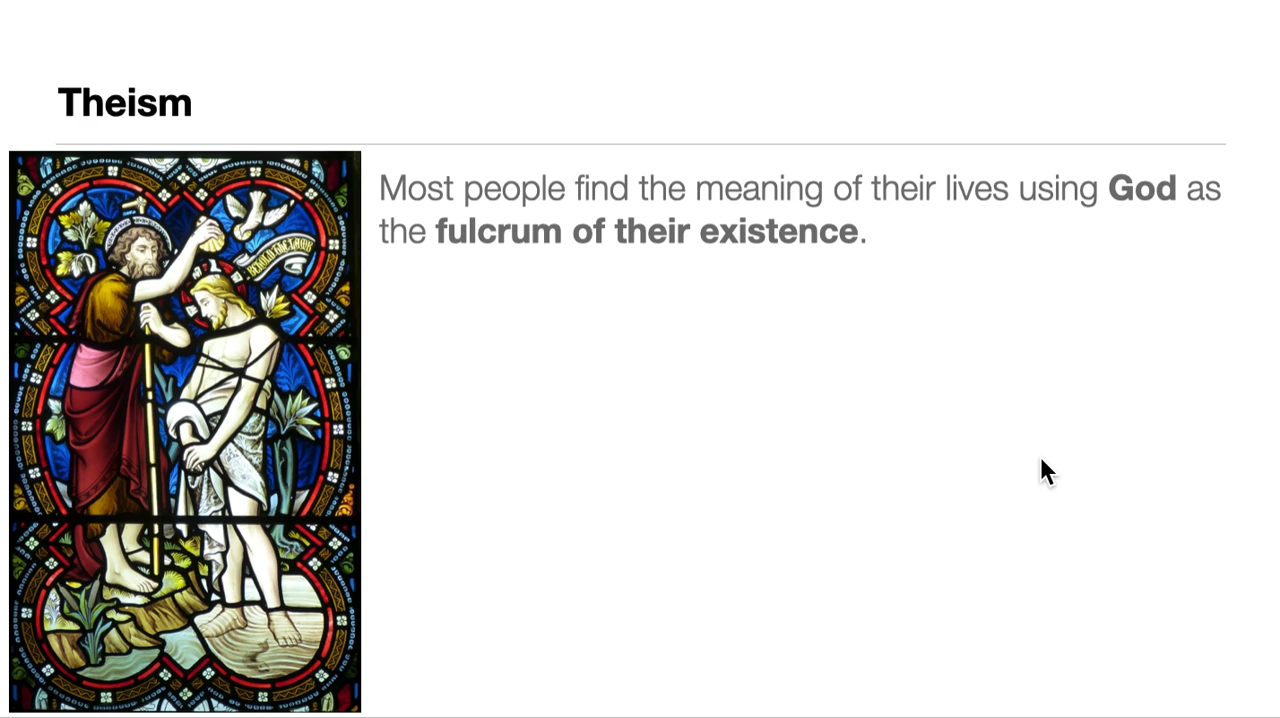 Theism
Most people find the meaning of their lives using God as
the fulcrum of their existence.